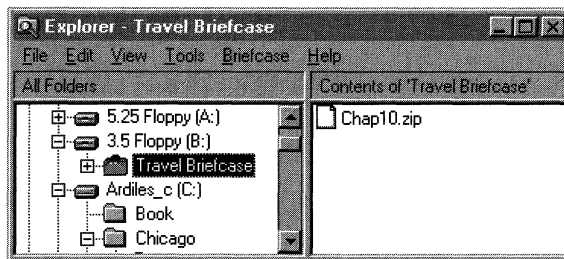 Explorer - Travel Briefcase
File Edit View Tools Briefcase Help
All Folders
Contents of 'Travel Briefcase'
5.25 Floppy (A:)
3.5 Floppy (B:)
Travel Briefcase
Ardiles_c (C:)
Book
Chicago
Chap10.zip